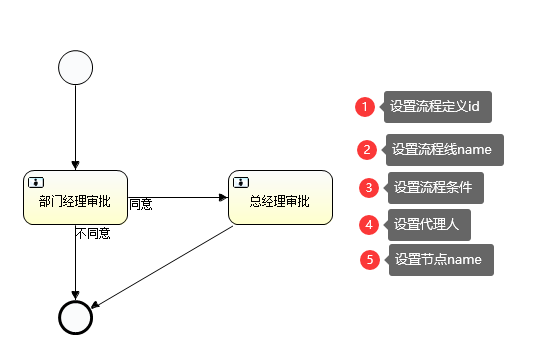 部门经理审批
同意
总经理审批
不同意
1 设置流程定义id
2 设置流程线name
3 设置流程条件
4 设置代理人
5 设置节点name